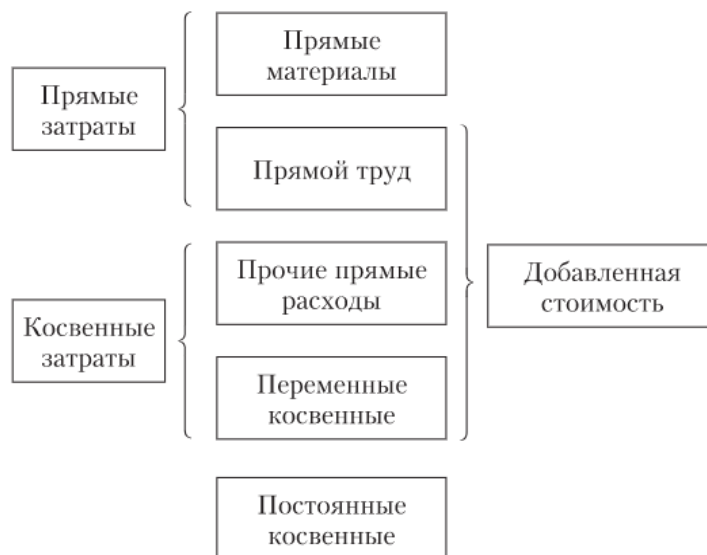 Прямые
материалы
Прямые
затраты
Прямой труд
Прочие прямые
расходы
Добавленная
стоимость
Косвенные
затраты
Переменные
косвенные
Постоянные
косвенные